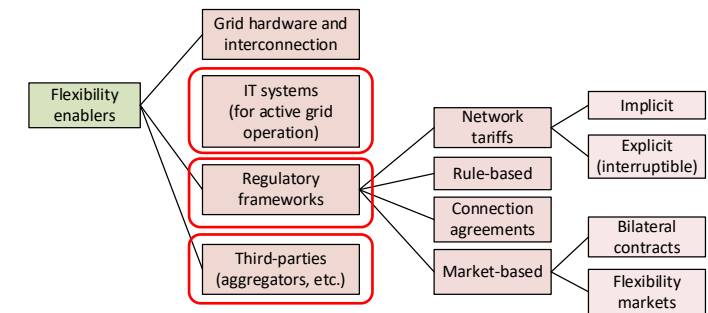 Grid hardware and
interconnection
Flexibility
enablers
IT systems
(for active grid
operation)
Regulatory
frameworks
Third-parties
(aggregators, etc.)
Network
tariffs
Rule-based
Connection
agreements
Market-based
Implicit
Explicit
(interruptible)
Bilateral
contracts
Flexibility
markets